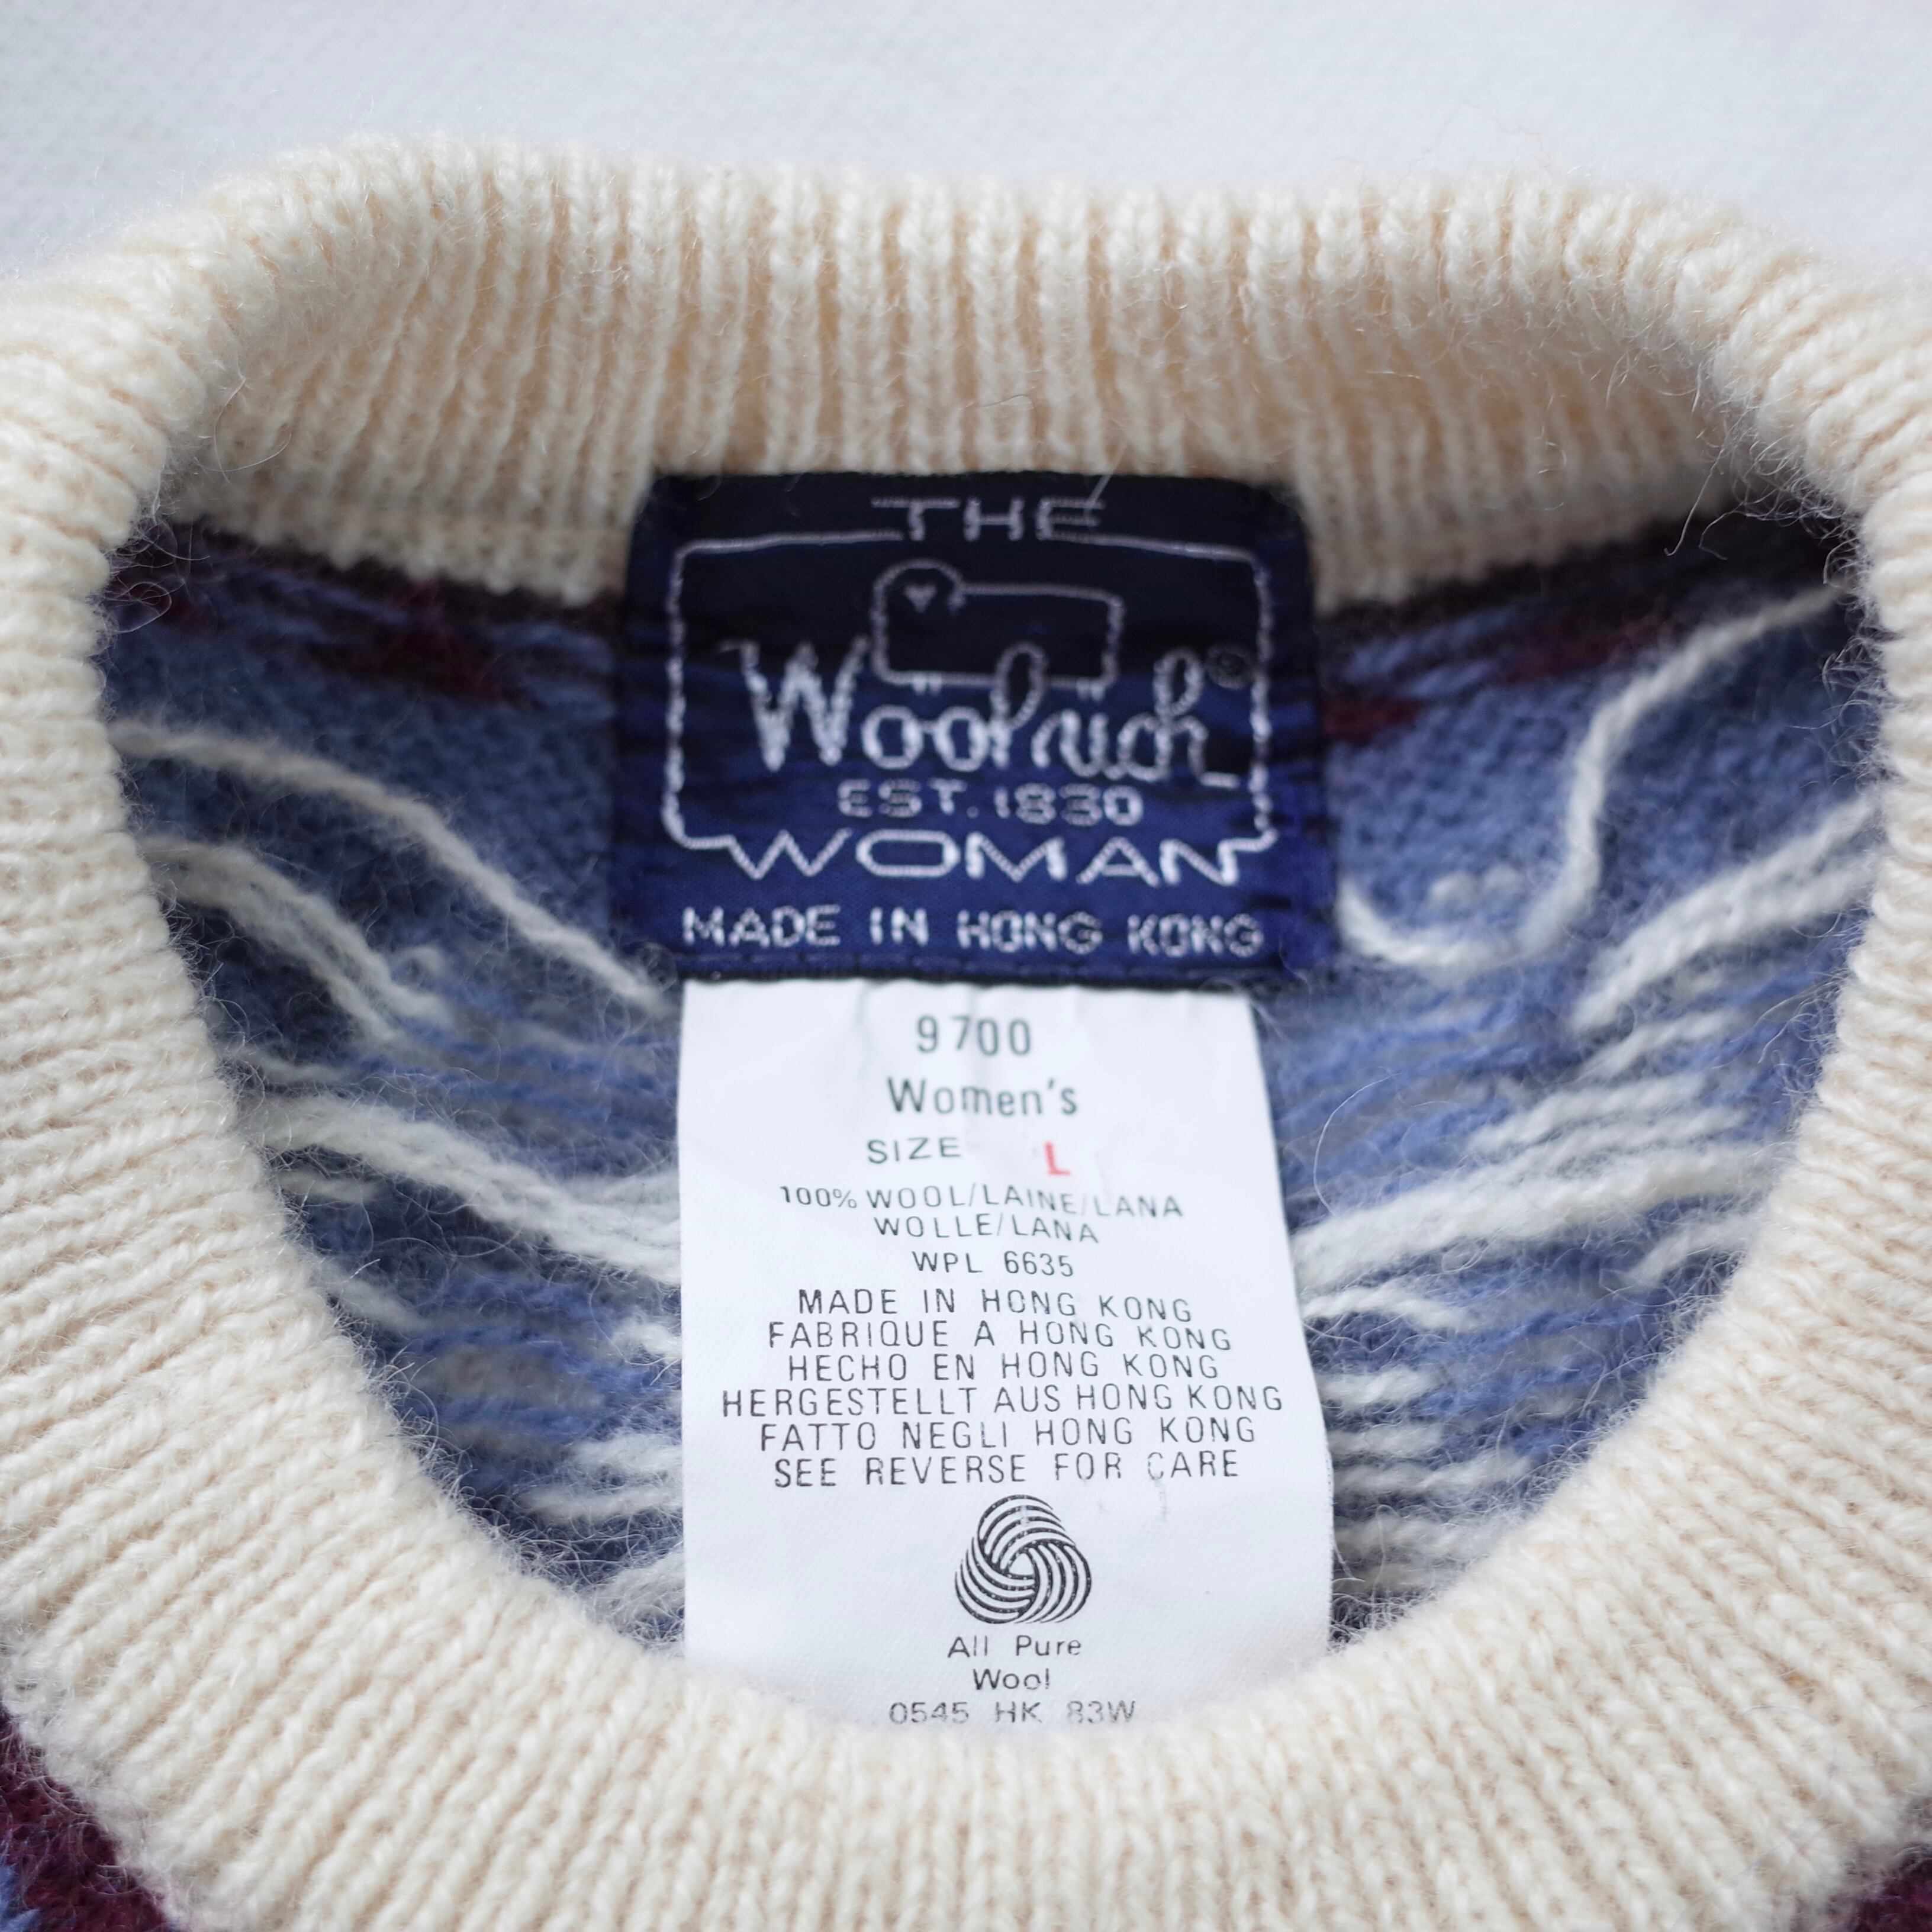 THE
Woolrich®
EST. 1830
WOMAN
MADE IN HONG KONG
9700
Women's
SIZE L
100% WOOL/LAINE/LANA
WOLLE/LANA
WPL 6635
MADE IN HONG KONG
FABRIQUE A HONG KONG
HECHO EN HONG KONG
HERGESTELLT AUS HONG KONG
FATTO NEGLI HONG KONG
SEE REVERSE FOR CARE
All Pure
Wool
0545 HK 83W